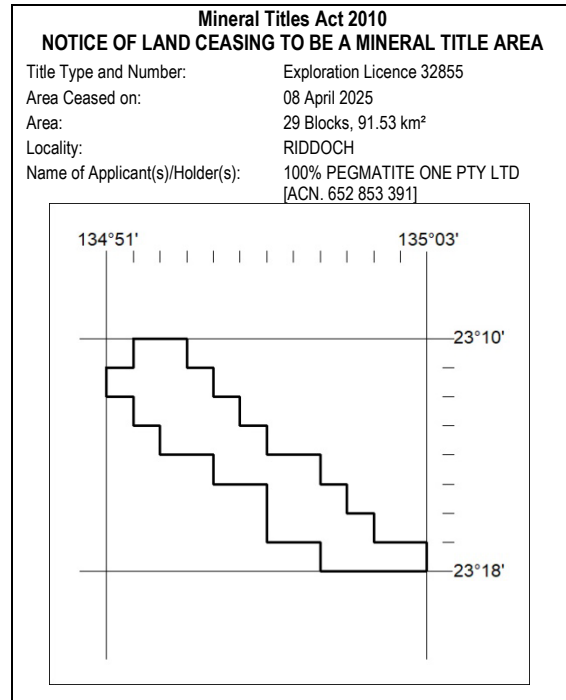 Mineral Titles Act 2010
NOTICE OF LAND CEASING TO BE A MINERAL TITLE AREA
Title Type and Number: Exploration Licence 32855
Area Ceased on: 08 April 2025
Area: 29 Blocks, 91.53 km²
Locality: RIDDOCH
Name of Applicant(s)/Holder(s): 100% PEGMATITE ONE PTY LTD
[ACN. 652 853 391]
134°51' 135°03'
23°10'
23°18'